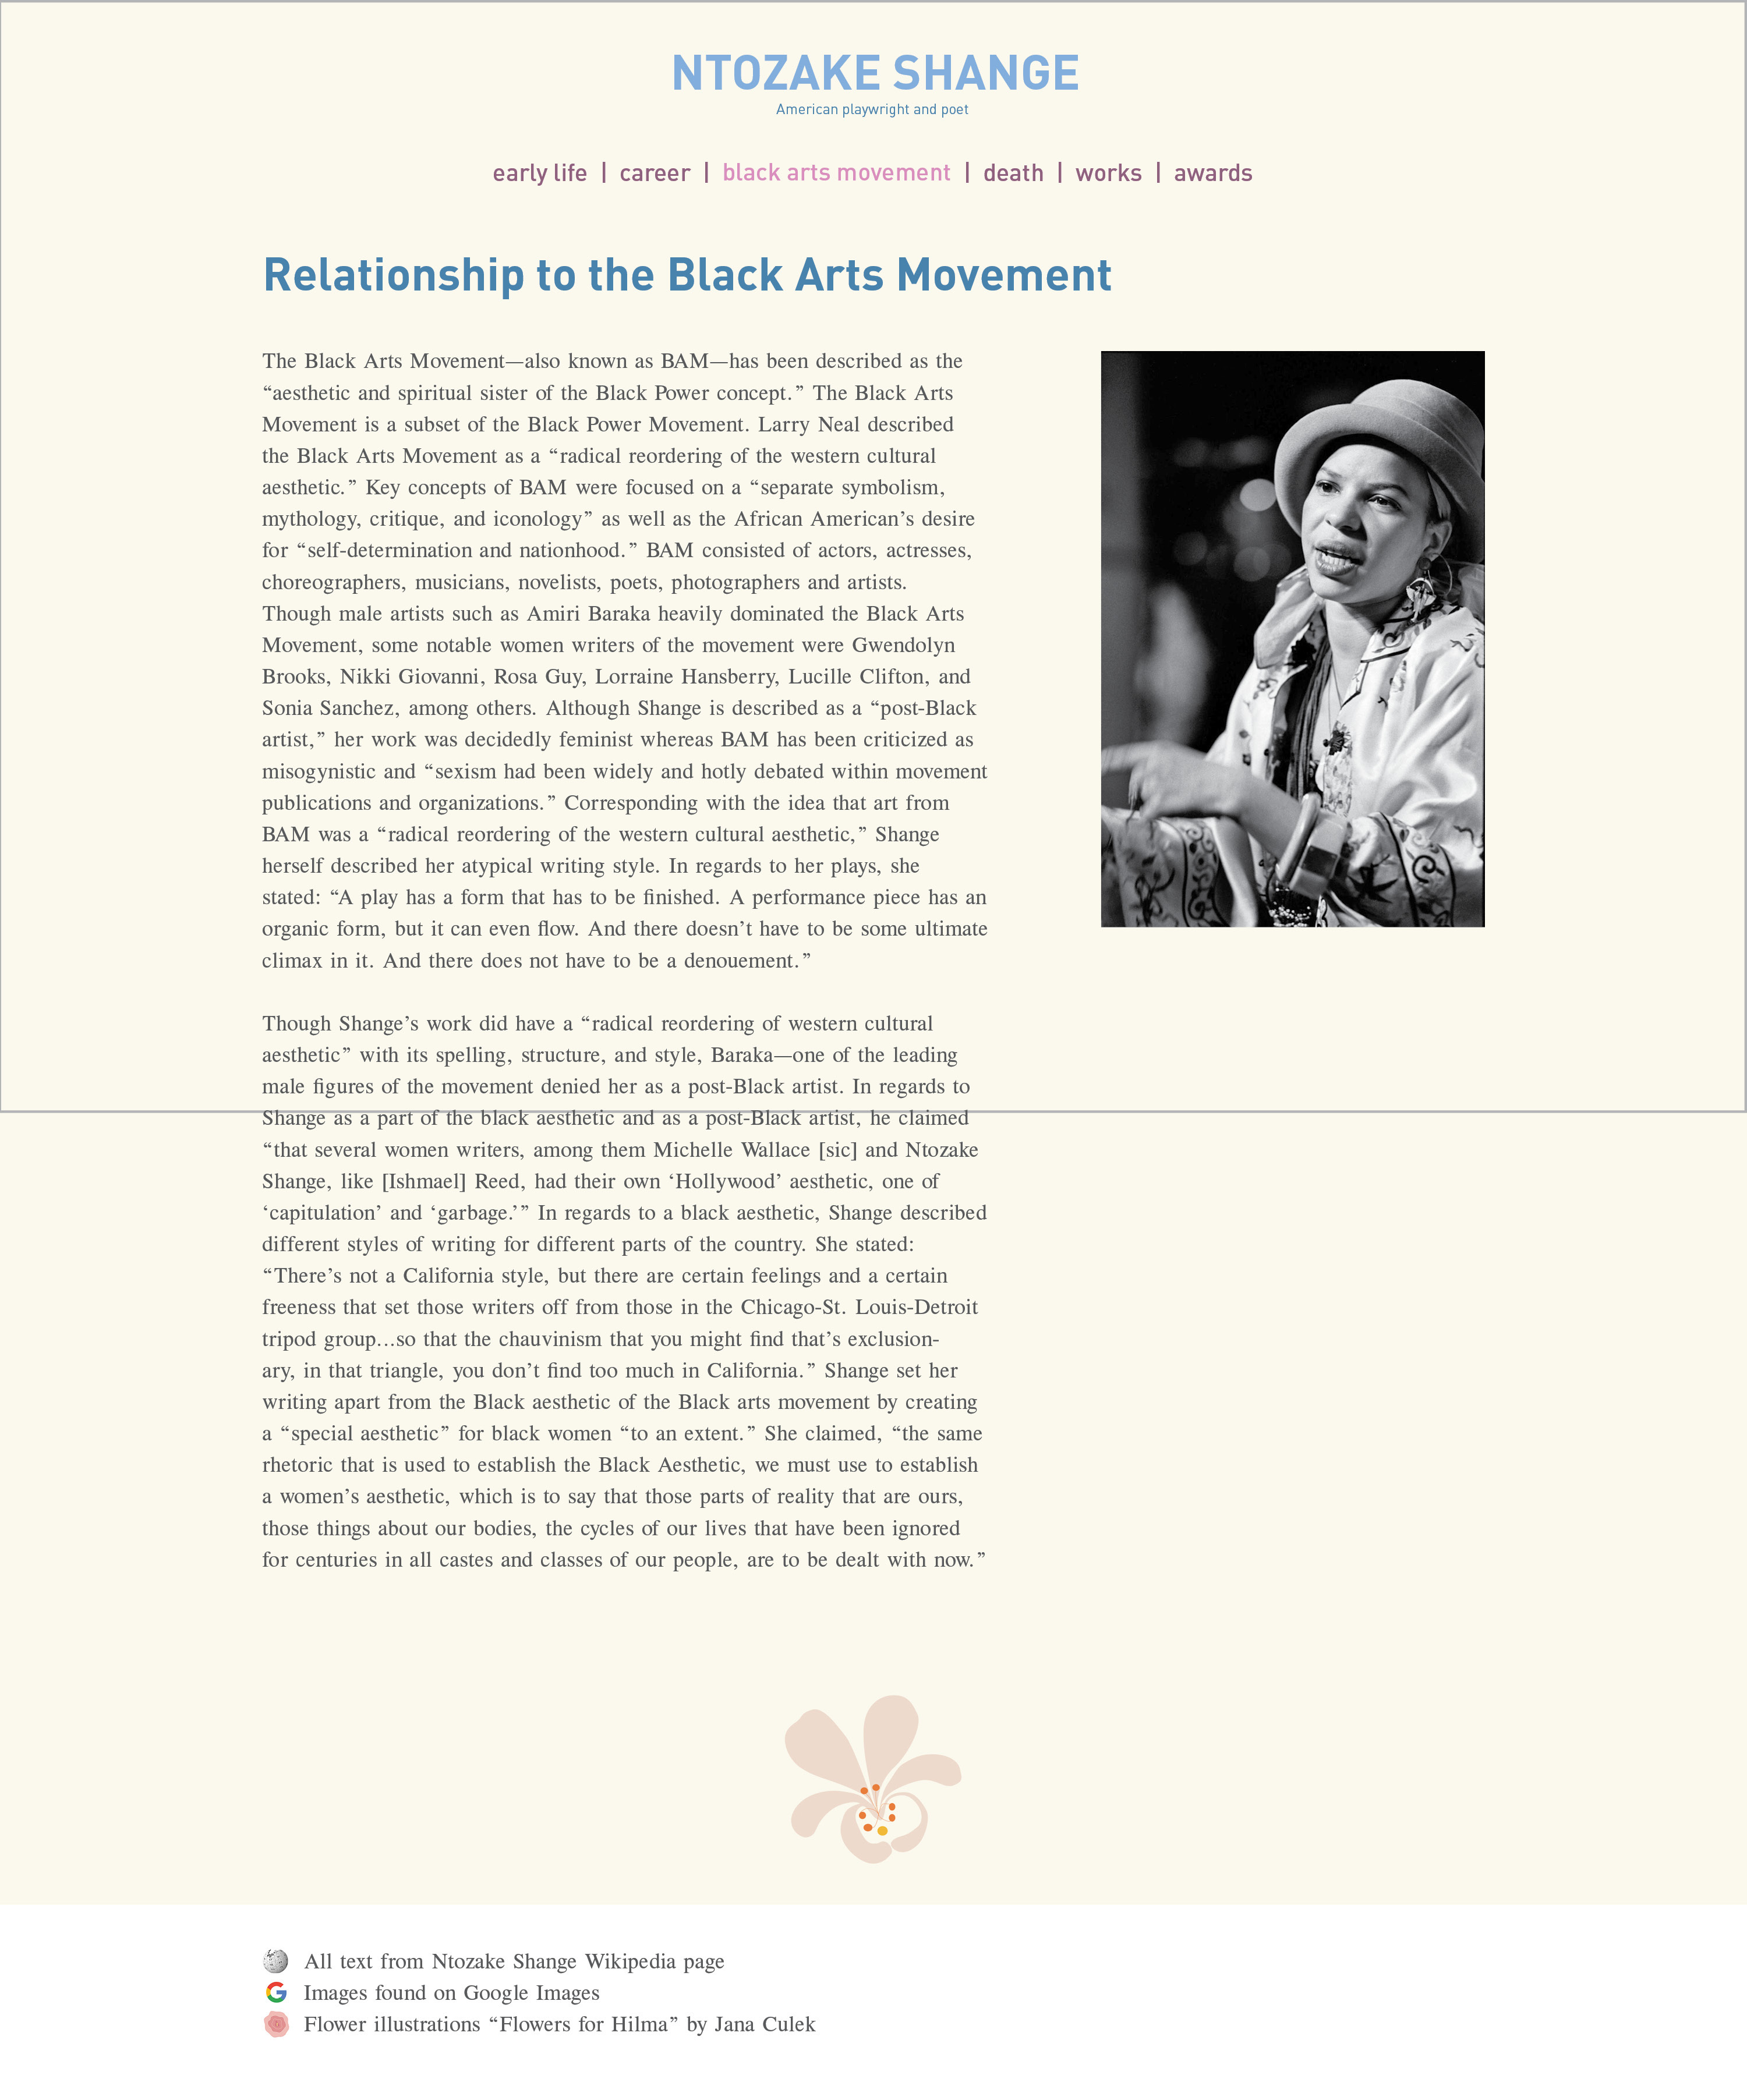 NTOZAKE SHANGE
American playwright and poet
early life | career | black arts movement | death | works | awards
Relationship to the Black Arts Movement
The Black Arts Movement—also known as BAM—has been described as the
“aesthetic and spiritual sister of the Black Power concept.” The Black Arts
Movement is a subset of the Black Power Movement. Larry Neal described
the Black Arts Movement as a “radical reordering of the western cultural
aesthetic.” Key concepts of BAM were focused on a “separate symbolism,
mythology, critique, and iconology” as well as the African American’s desire
for “self-determination and nationhood.” BAM consisted of actors, actresses,
choreographers, musicians, novelists, poets, photographers and artists.
Though male artists such as Amiri Baraka heavily dominated the Black Arts
Movement, some notable women writers of the movement were Gwendolyn
Brooks, Nikki Giovanni, Rosa Guy, Lorraine Hansberry, Lucille Clifton, and
Sonia Sanchez, among others. Although Shange is described as a “post-Black
artist,” her work was decidedly feminist whereas BAM has been criticized as
misogynistic and “sexism had been widely and hotly debated within movement
publications and organizations.” Corresponding with the idea that art from
BAM was a “radical reordering of the western cultural aesthetic,” Shange
herself described her atypical writing style. In regards to her plays, she
stated: “A play has a form that has to be finished. A performance piece has an
organic form, but it can even flow. And there doesn’t have to be some ultimate
climax in it. And there does not have to be a denouement.”
Though Shange’s work did have a “radical reordering of western cultural
aesthetic” with its spelling, structure, and style, Baraka—one of the leading
male figures of the movement denied her as a post-Black artist. In regards to
Shange as a part of the black aesthetic and as a post-Black artist, he claimed
“that several women writers, among them Michelle Wallace [sic] and Ntozake
Shange, like [Ishmael] Reed, had their own ‘Hollywood’ aesthetic, one of
‘capitulation’ and ‘garbage.’” In regards to a black aesthetic, Shange described
different styles of writing for different parts of the country. She stated:
“There’s not a California style, but there are certain feelings and a certain
freeness that set those writers off from those in the Chicago-St. Louis-Detroit
tripod group...so that the chauvinism that you might find that’s exclusion-
ary, in that triangle, you don’t find too much in California.” Shange set her
writing apart from the Black aesthetic of the Black arts movement by creating
a “special aesthetic” for black women “to an extent.” She claimed, “the same
rhetoric that is used to establish the Black Aesthetic, we must use to establish
a women’s aesthetic, which is to say that those parts of reality that are ours,
those things about our bodies, the cycles of our lives that have been ignored
for centuries in all castes and classes of our people, are to be dealt with now.”
All text from Ntozake Shange Wikipedia page
Images found on Google Images
Flower illustrations “Flowers for Hilma” by Jana Culek